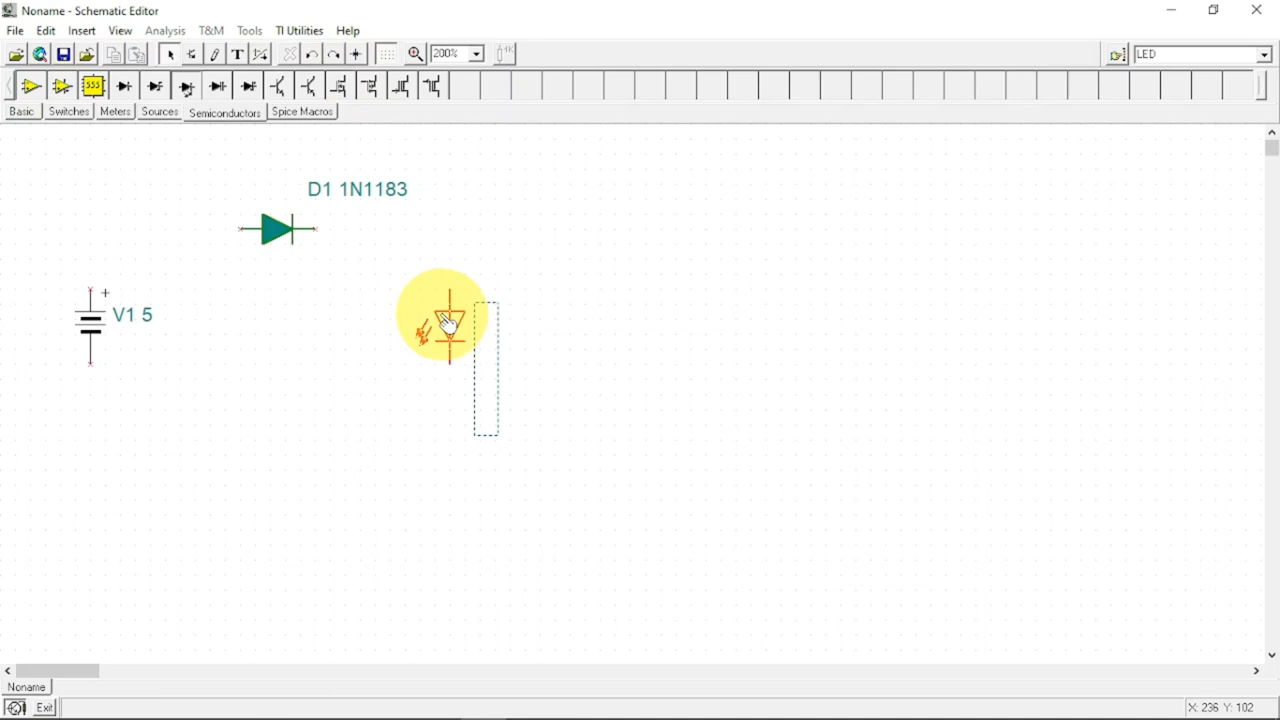 Noname - Schematic Editor
File Edit Insert View Analysis T&M Tools TI Utilities Help
T 200% LED
555
Basic Switches Meters Sources Semiconductors Spice Macros
D1 1N1183
+
V1 5
Noname
Exit X: 236 Y: 102